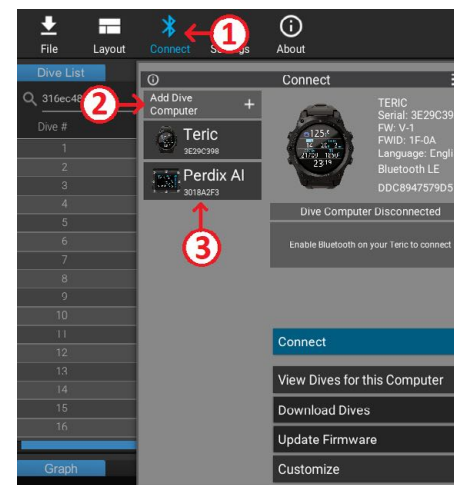 File Layout Connect Settings About
1
Dive List
Connect
316ec48
2
Add Dive
Computer +
Dive #
Teric
3E29C398
Perdix AI
3018A2F3
3
TERIC
Serial: 3E29C39
FW: V-1
FWID: 1F-0A
Language: Engli
Bluetooth LE
DDC8947579D5
Dive Computer Disconnected
Enable Bluetooth on your Teric to connect
1
2
3
4
5
6
7
8
9
10
11
12
13
14
15
16
Connect
View Dives for this Computer
Download Dives
Update Firmware
Customize
Graph